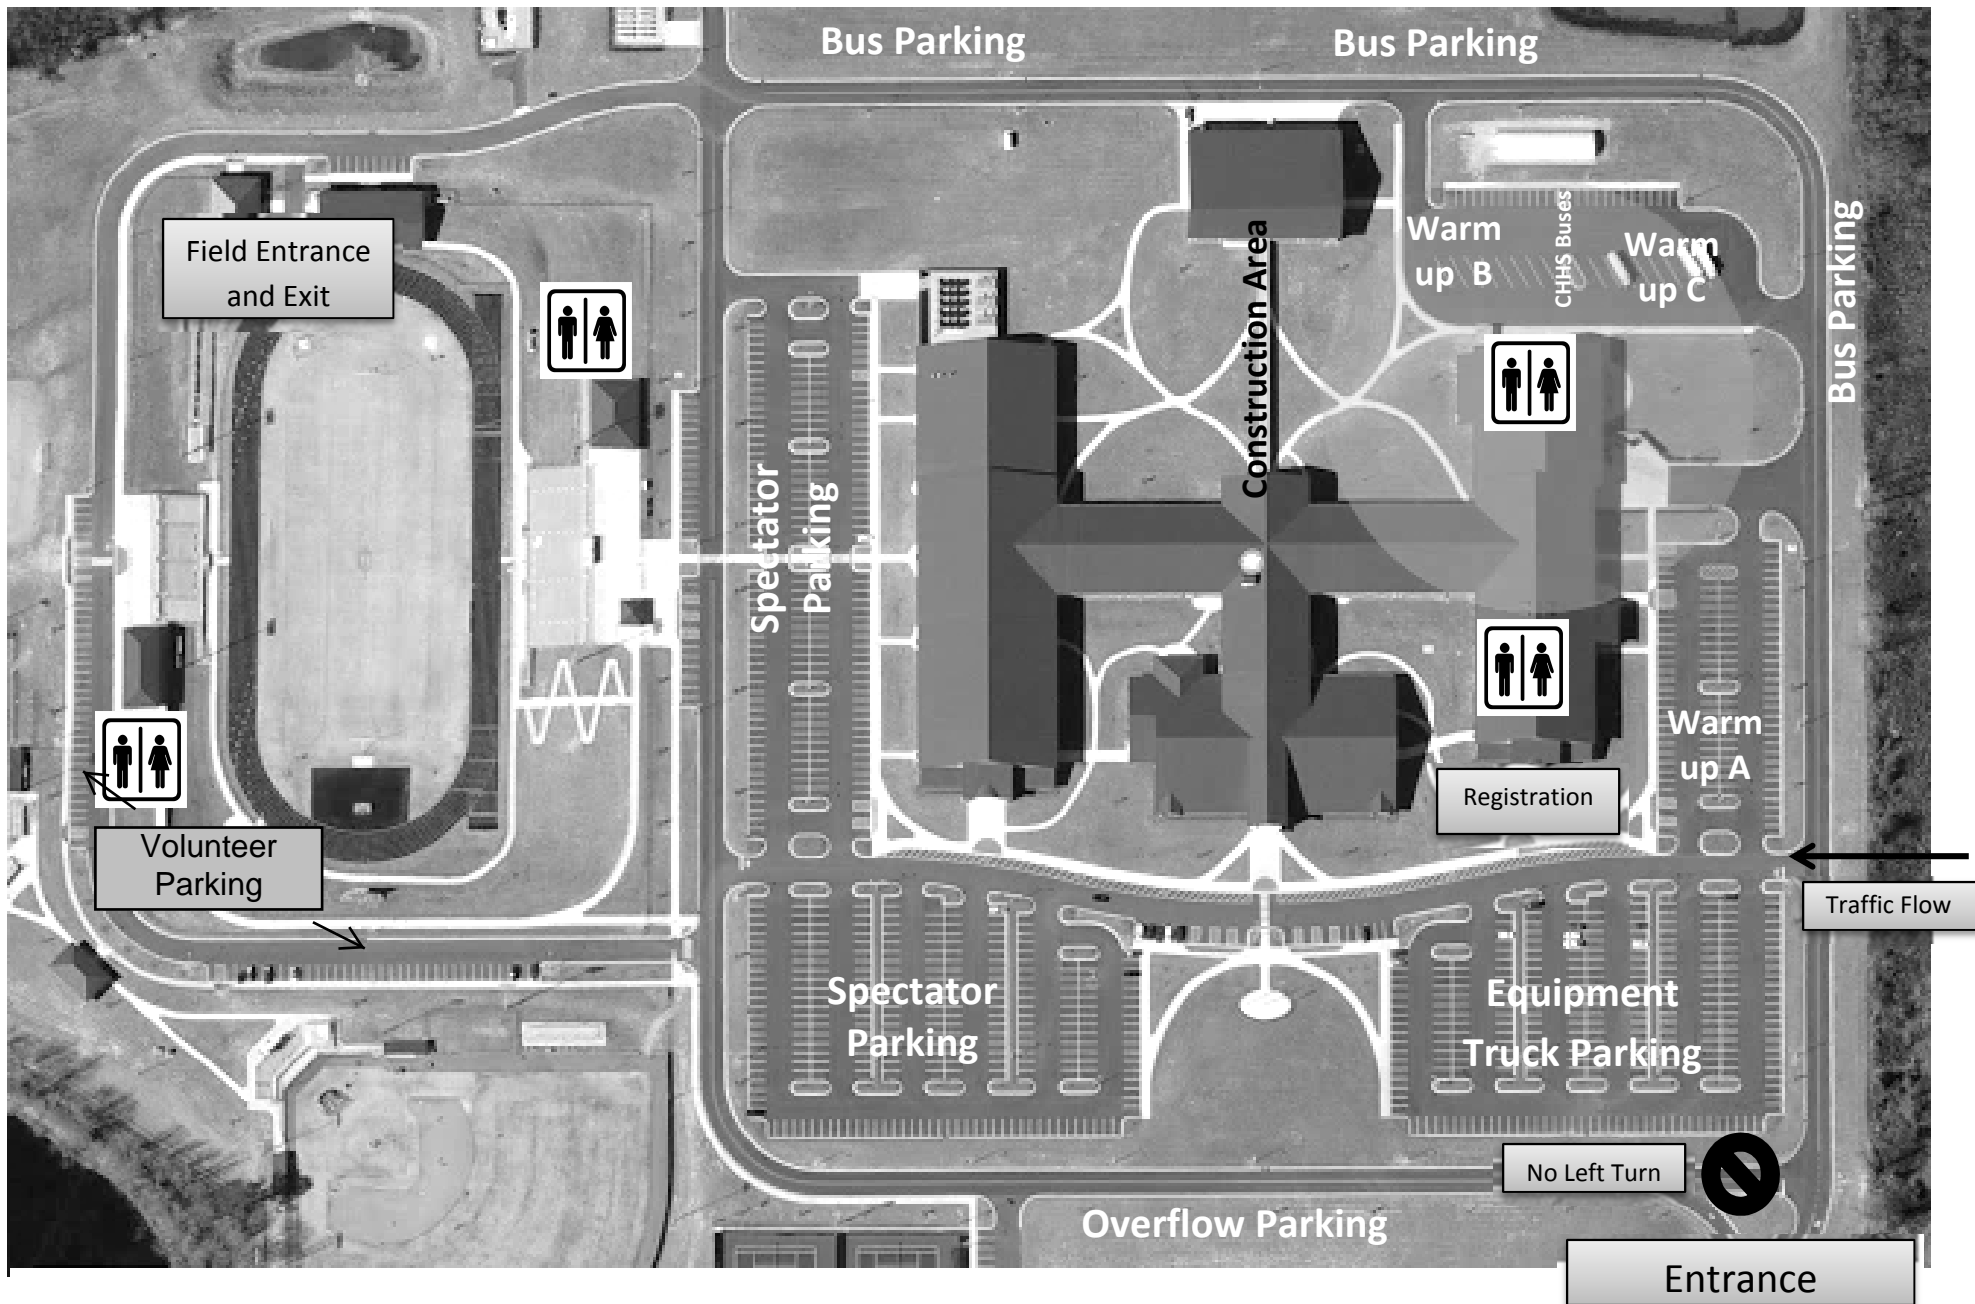 Bus Parking
Bus Parking
Field Entrance
and Exit
Warm
up B
CHHS Buses
Warm
up C
Bus Parking
Construction Area
Spectator
Parking
Warm
up A
Registration
Volunteer
Parking
Traffic Flow
Spectator
Parking
Equipment
Truck Parking
No Left Turn
Overflow Parking
Entrance